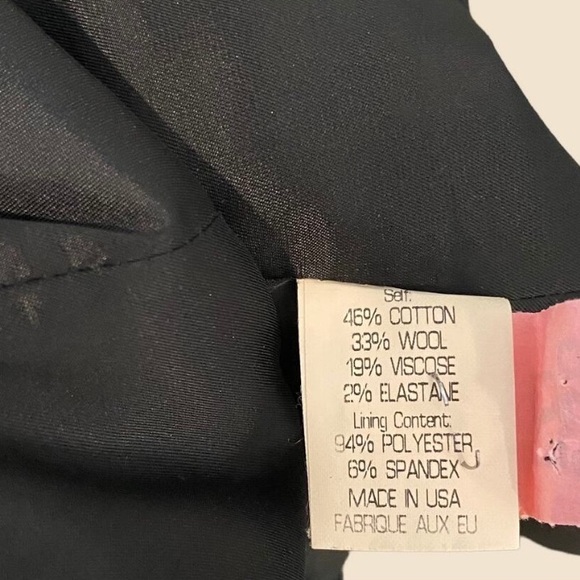 Self:
46% COTTON
33% WOOL
19% VISCOSE
2% ELASTANE
Lining Content:
94% POLYESTER
6% SPANDEX
MADE IN USA
FABRIQUE AUX EU